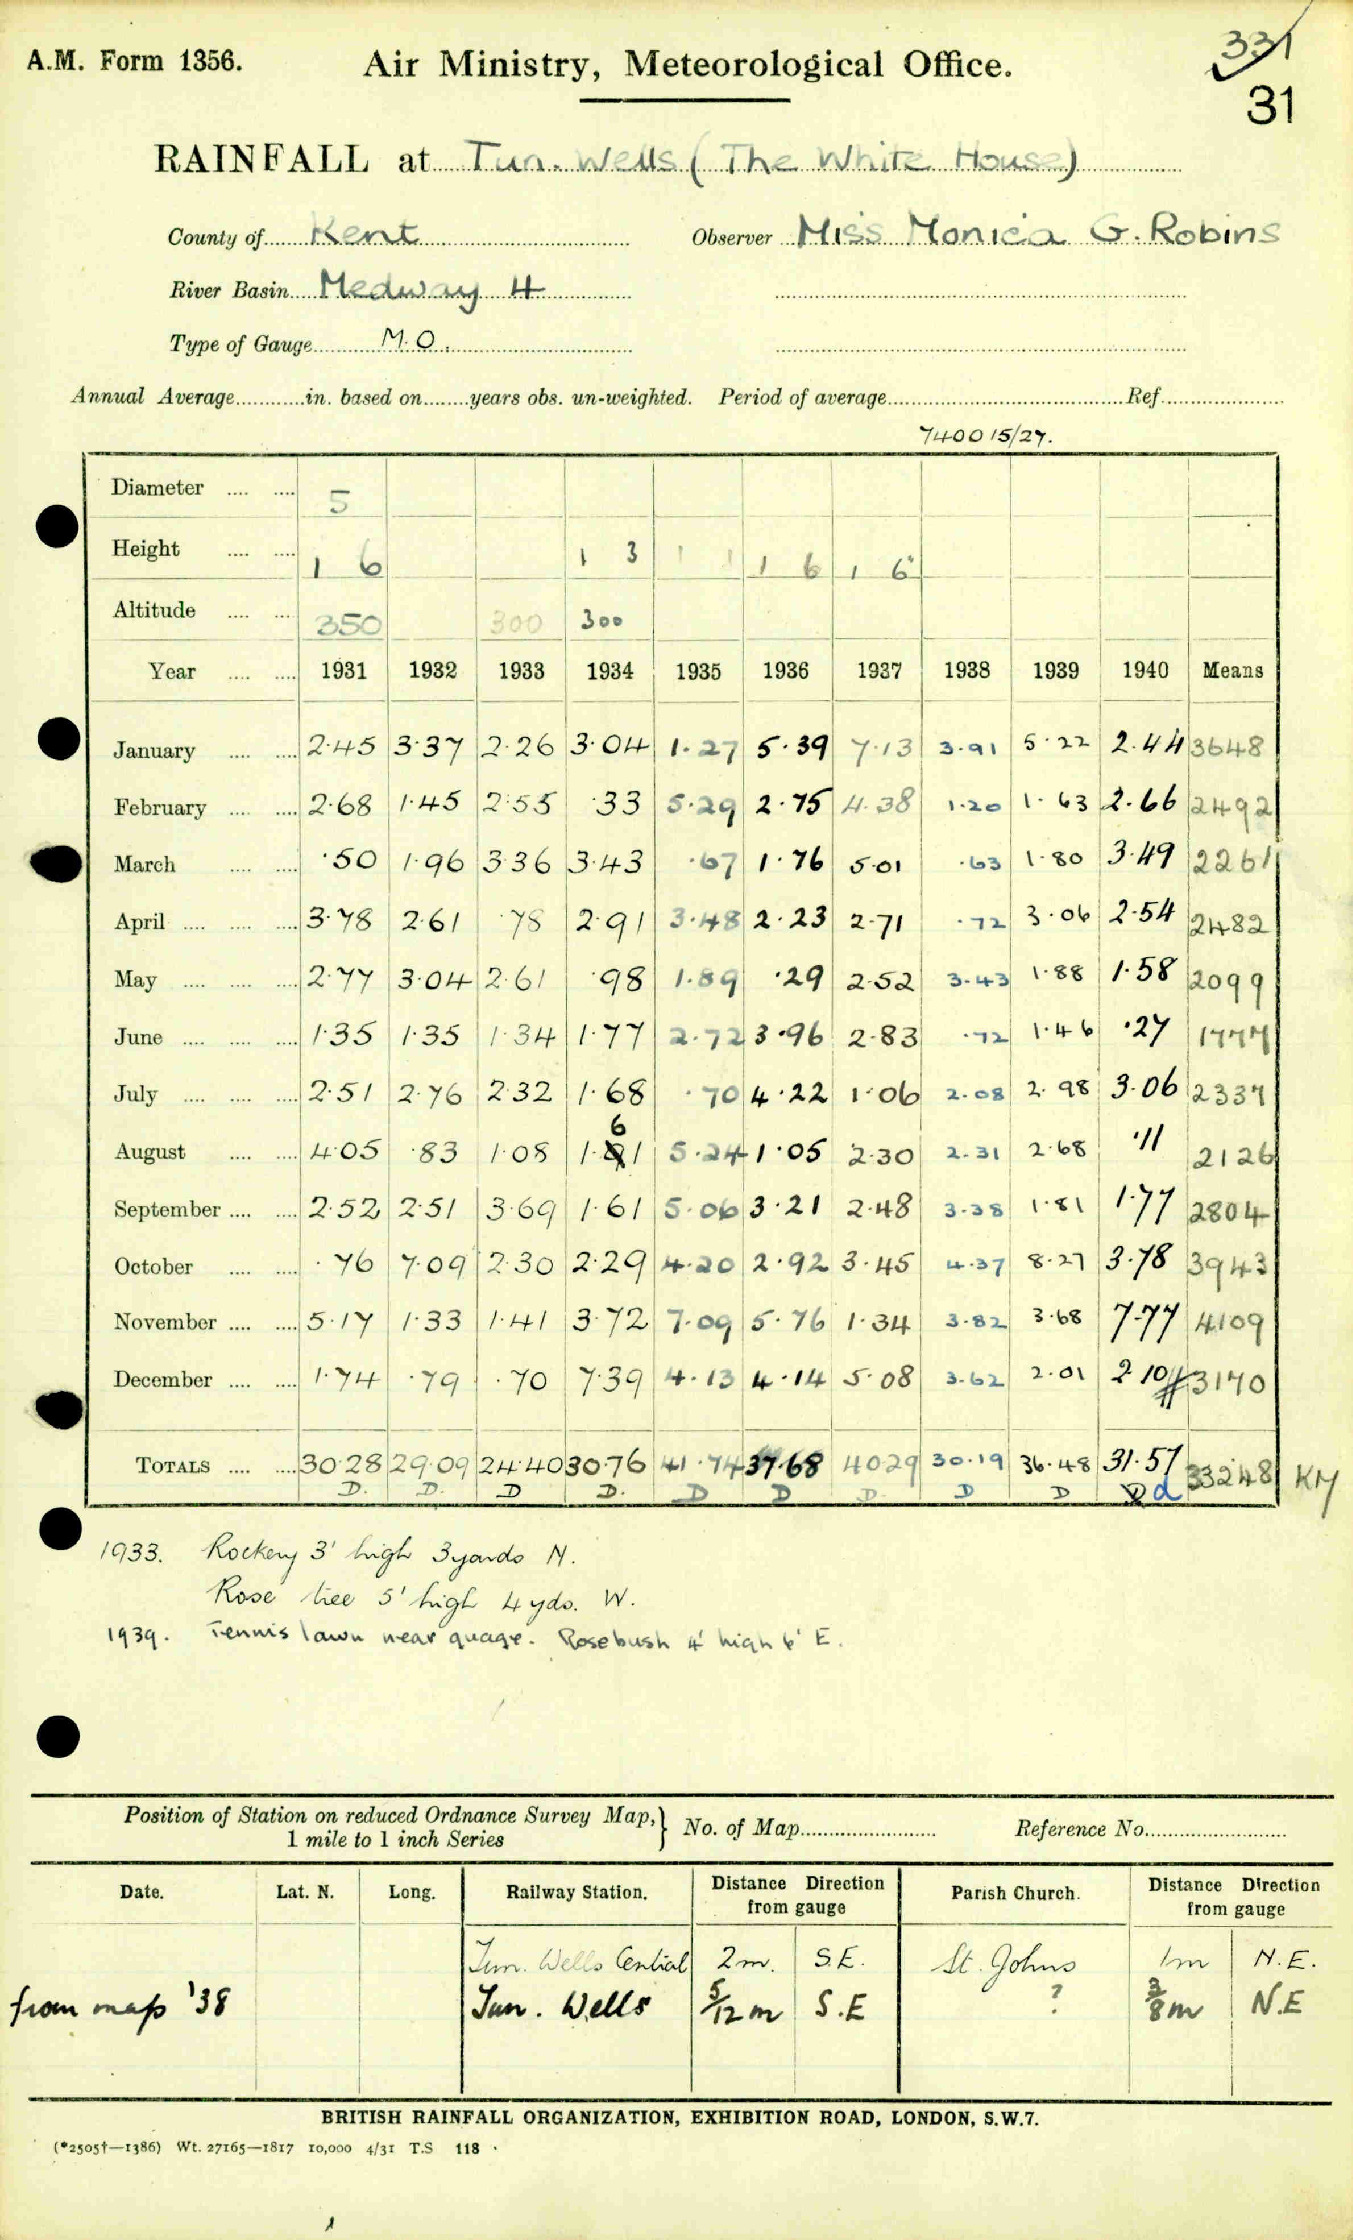 A.M. Form 1356.
Air Ministry, Meteorological Office.
331
31
RAINFALL at Tun. Wells (The White House)
County of Kent Observer Miss Monica G. Robins
River Basin Medway 4
Type of Gauge M.O.
Annual Average in. based on years obs. un-weighted. Period of average Ref.
740015/27.
Diameter 5
Height 1 6 1 3 1 1 1 6 1 6
Altitude 350 300 300
Year 1931 1932 1933 1934 1935 1936 1937 1938 1939 1940 Means
January 2.45 3.37 2.26 3.04 1.27 5.39 7.13 3.91 5.22 2.44 3648
February 2.68 1.45 2.55 .33 5.29 2.75 4.38 1.20 1.63 2.66 2492
March .50 1.96 3.36 3.43 .67 1.76 5.01 .63 1.80 3.49 2261
April 3.78 2.61 .78 2.91 3.48 2.23 2.71 .72 3.06 2.54 2482
May 2.77 3.04 2.61 .98 1.89 .29 2.52 3.43 1.88 1.58 2099
June 1.35 1.35 1.34 1.77 2.72 3.96 2.83 .72 1.46 .27 1777
July 2.51 2.76 2.32 1.68 .70 4.22 1.06 2.08 2.98 3.06 2337
August 4.05 .83 1.08 1.61 5.24 1.05 2.30 2.31 2.68 .11 2126
September 2.52 2.51 3.69 1.61 5.06 3.21 2.48 3.38 1.81 1.77 2804
October .76 7.09 2.30 2.29 4.20 2.92 3.45 4.37 8.27 3.78 3943
November 5.17 1.33 1.41 3.72 7.09 5.76 1.34 3.82 3.68 7.77 4109
December 1.74 .79 .70 7.39 4.13 4.14 5.08 3.62 2.01 2.10 3170
TOTALS 30.28 29.09 24.40 30.76 41.74 37.68 40.29 30.19 36.48 31.57 33248 KM
D. D. D D. D D D. D D D d
1933. Rockery 3' high 3 yards N.
Rose tree 5' high 4 yds. W.
1939. Tennis lawn near guage. Rosebush 4' high 6' E.
Position of Station on reduced Ordnance Survey Map, 1 mile to 1 inch Series No. of Map Reference No.
Date. Lat. N. Long. Railway Station. Distance Direction from gauge Parish Church. Distance Direction from gauge
Tun. Wells Central 2m. S.E. St. Johns 1m N.E.
from map '38 Tun. Wells 5/12 m S.E ? 3/8 m N.E
BRITISH RAINFALL ORGANIZATION, EXHIBITION ROAD, LONDON, S.W.7.
(*2505†—1386) Wt. 27165—1817 10,000 4/31 T.S 118